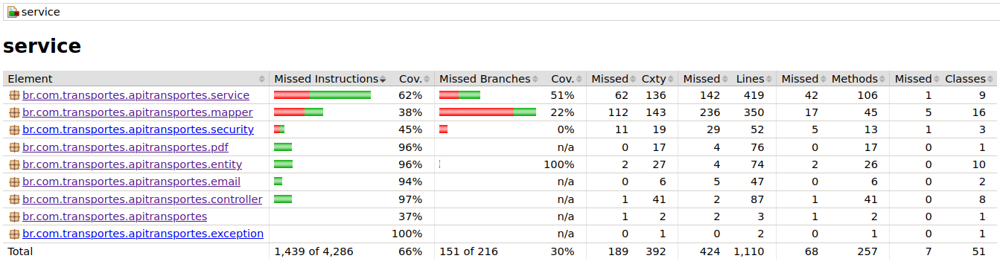 service
service
Element Missed Instructions Cov. Missed Branches Cov. Missed Cxty Missed Lines Missed Methods Missed Classes
br.com.transportes.apitransportes.service 62% 51% 62 136 142 419 42 106 1 9
br.com.transportes.apitransportes.mapper 38% 22% 112 143 236 350 17 45 5 16
br.com.transportes.apitransportes.security 45% 0% 11 19 29 52 5 13 1 3
br.com.transportes.apitransportes.pdf 96% n/a 0 17 4 76 0 17 0 1
br.com.transportes.apitransportes.entity 96% 100% 2 27 4 74 2 26 0 10
br.com.transportes.apitransportes.email 94% n/a 0 6 5 47 0 6 0 2
br.com.transportes.apitransportes.controller 97% n/a 1 41 2 87 1 41 0 8
br.com.transportes.apitransportes 37% n/a 1 2 2 3 1 2 0 1
br.com.transportes.apitransportes.exception 100% n/a 0 1 0 2 0 1 0 1
Total 1,439 of 4,286 66% 151 of 216 30% 189 392 424 1,110 68 257 7 51